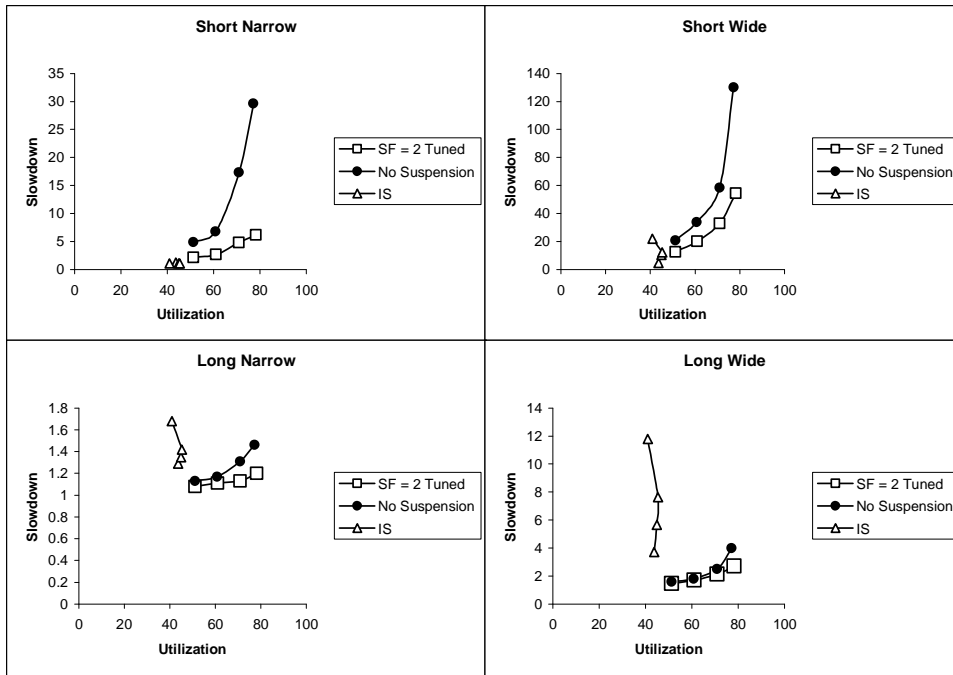 Short Narrow
35
30
25
20
15
10
5
0
Slowdown
0 20 40 60 80 100
Utilization
SF = 2 Tuned
No Suspension
IS
Short Wide
140
120
100
80
60
40
20
0
Slowdown
0 20 40 60 80 100
Utilization
SF = 2 Tuned
No Suspension
IS
Long Narrow
1.8
1.6
1.4
1.2
1
0.8
0.6
0.4
0.2
0
Slowdown
0 20 40 60 80 100
Utilization
SF = 2 Tuned
No Suspension
IS
Long Wide
14
12
10
8
6
4
2
0
Slowdown
0 20 40 60 80 100
Utilization
SF = 2 Tuned
No Suspension
IS